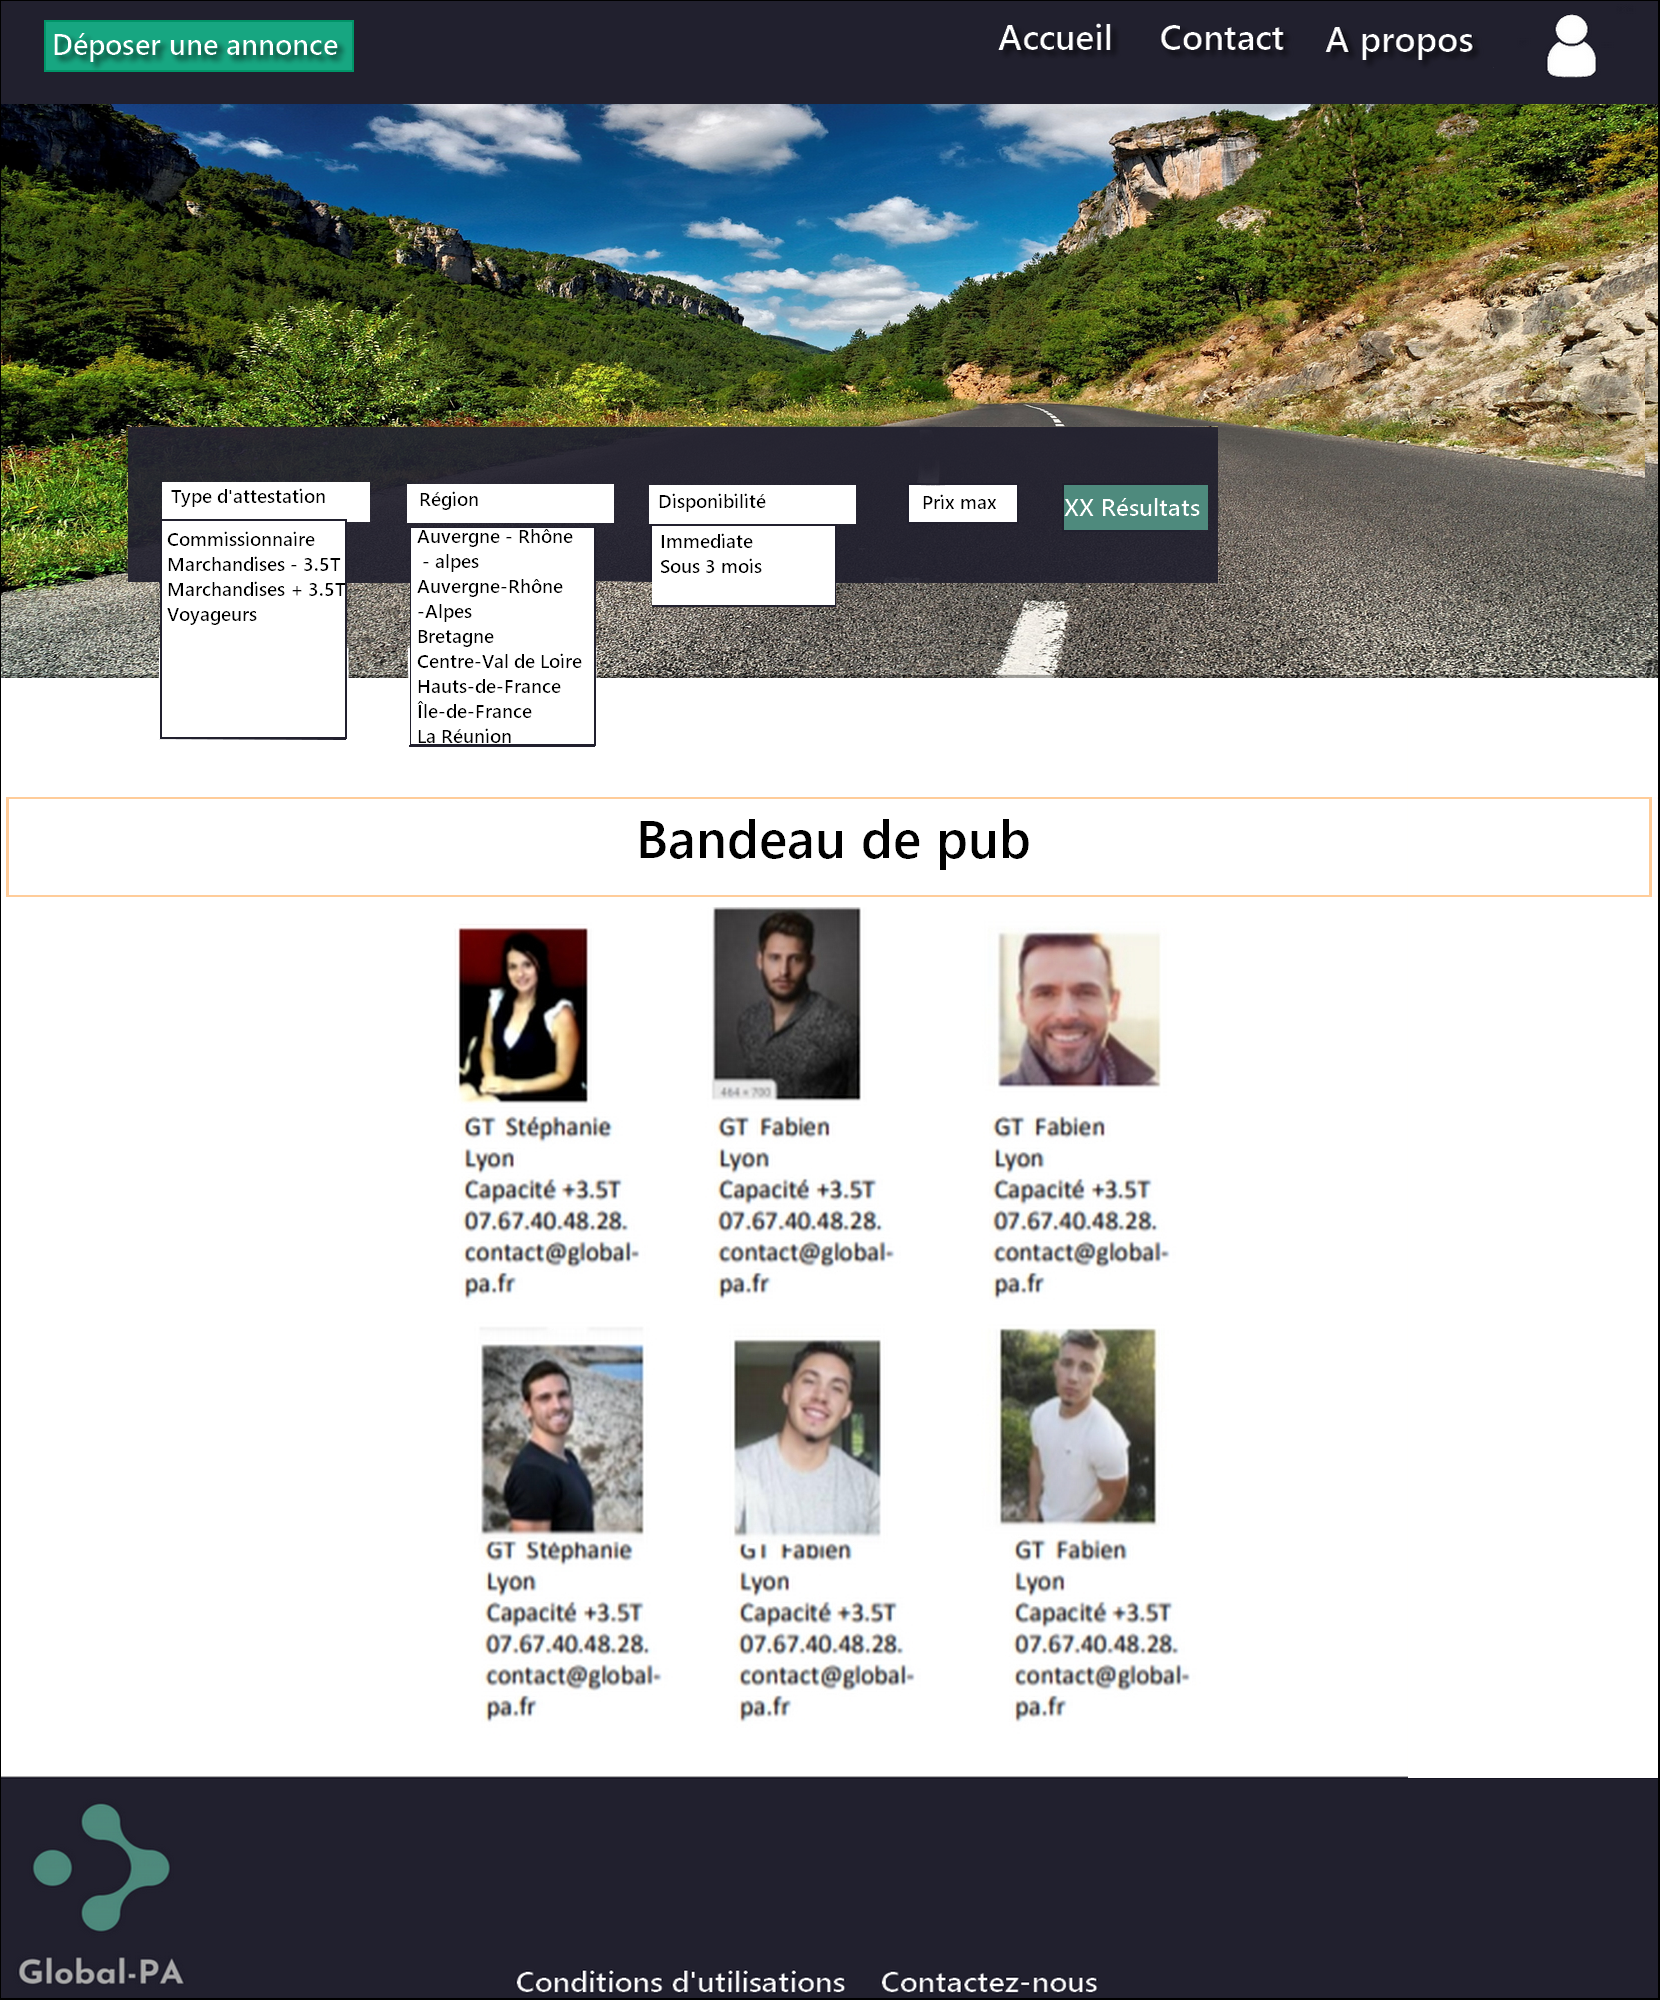 Déposer une annonce
Accueil
Contact
A propos
Type d'attestation
Commissionnaire
Marchandises - 3.5T
Marchandises + 3.5T
Voyageurs
Région
Auvergne - Rhône
- alpes
Auvergne-Rhône
-Alpes
Bretagne
Centre-Val de Loire
Hauts-de-France
Île-de-France
La Réunion
Disponibilité
Immediate
Sous 3 mois
Prix max
XX Résultats
Bandeau de pub
464 × 700
GT Stéphanie
Lyon
Capacité +3.5T
07.67.40.48.28.
contact@global-
pa.fr
GT Fabien
Lyon
Capacité +3.5T
07.67.40.48.28.
contact@global-
pa.fr
GT Fabien
Lyon
Capacité +3.5T
07.67.40.48.28.
contact@global-
pa.fr
GT Stéphanie
Lyon
Capacité +3.5T
07.67.40.48.28.
contact@global-
pa.fr
GT Fabien
Lyon
Capacité +3.5T
07.67.40.48.28.
contact@global-
pa.fr
GT Fabien
Lyon
Capacité +3.5T
07.67.40.48.28.
contact@global-
pa.fr
Global-PA
Conditions d'utilisations
Contactez-nous